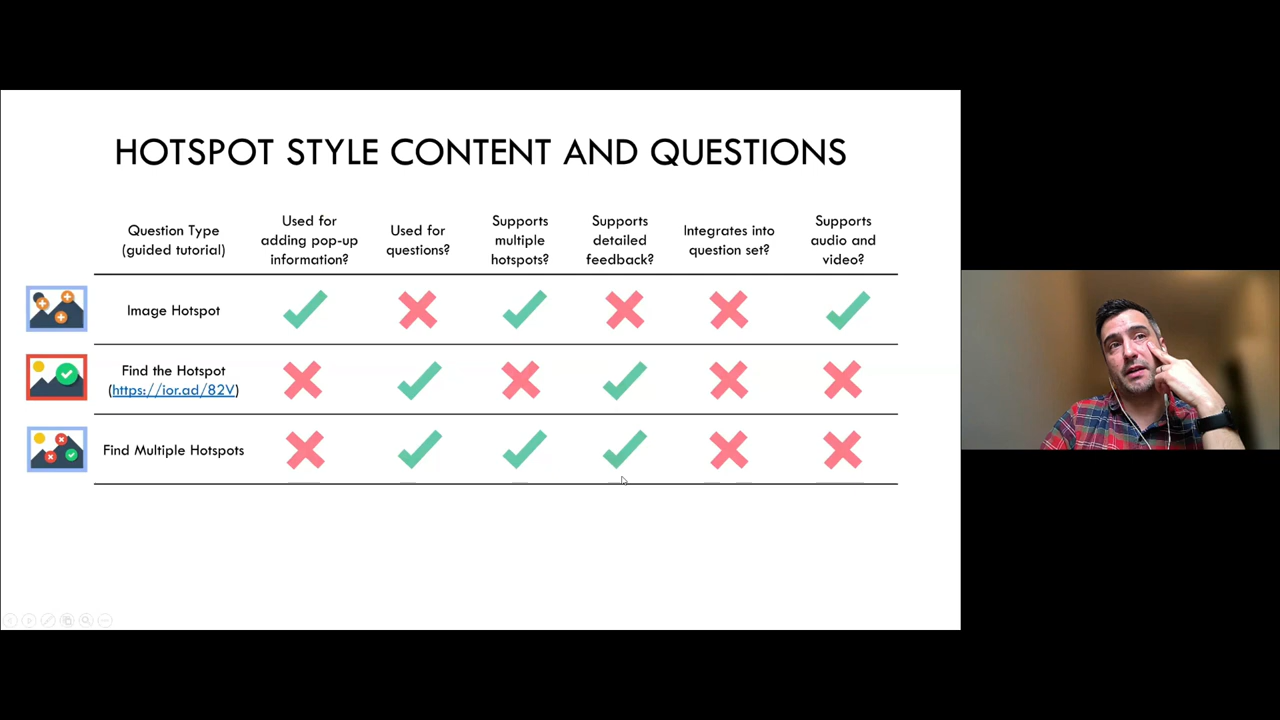 HOTSPOT STYLE CONTENT AND QUESTIONS
Question Type
(guided tutorial)
Used for
adding pop-up
information?
Used for
questions?
Supports
multiple
hotspots?
Supports
detailed
feedback?
Integrates into
question set?
Supports
audio and
video?
Image Hotspot
Find the Hotspot
(https://ior.ad/82V)
Find Multiple Hotspots